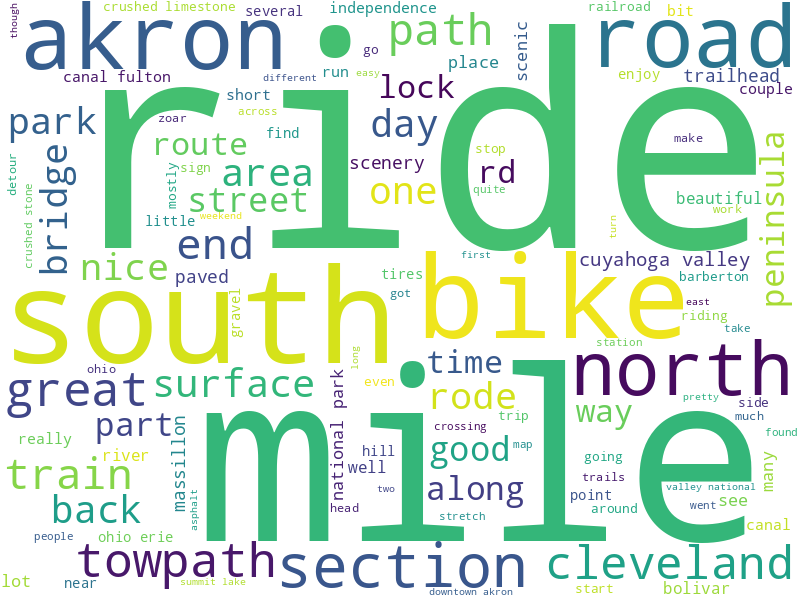 though
crushed limestone
several
independence
railroad
bit
akron
path
road
go
scenic
place
run
easy
different
canal fulton
trailhead
enjoy
couple
ride
lock
short
across
park
zoar
day
find
route
make
peninsula
bridge
detour
stop
scenery
rd
area
mostly
sign
one
quite
street
beautiful
work
crushed stone
little
weekend
turn
end
first
cuyahoga valley
nice
paved
tires
barberton
south
gravel
got
bike
east
riding
take
station
long
time
north
ohio
great
surface
national park
even
rode
way
pretty
side
much
part
massillon
trip
crossing
really
hill
well
good
map
going
found
river
train
two
along
trails
valley national
many
mile
point
went
see
asphalt
back
head
stretch
around
canal
people
ohio erie
towpath
section
cleveland
lot
near
summit lake
downtown akron
start
bolivar